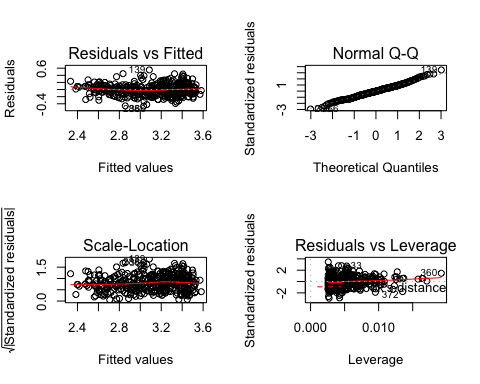 Residuals vs Fitted
Residuals
-0.4 0.6
139
2.4 2.8 3.2 3.6
Fitted values
Normal Q-Q
Standardized residuals
-3 1
139
-3 -2 -1 0 1 2 3
Theoretical Quantiles
Scale-Location
√|Standardized residuals|
0.0 1.5
2.4 2.8 3.2 3.6
Fitted values
Residuals vs Leverage
Standardized residuals
-2 2
360
372
distance
0.000 0.010
Leverage